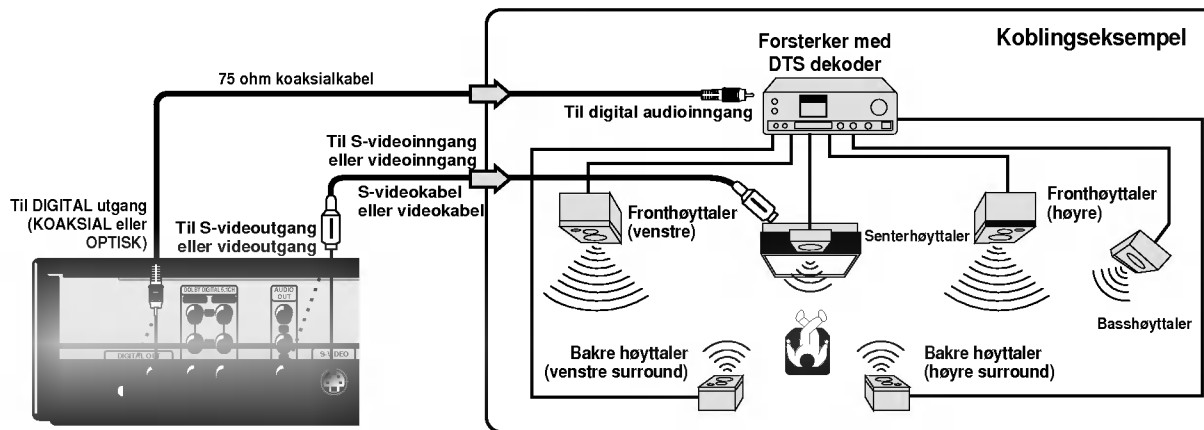 Koblingseksempel
Forsterker med
DTS dekoder
75 ohm koaksialkabel
Til digital audioinngang
Til S-videoinngang
eller videoinngang
S-videokabel
eller videokabel
Til DIGITAL utgang
(KOAKSIAL eller
OPTISK)
Til S-videoutgang
eller videoutgang
Fronthøyttaler
(venstre)
Senterhøyttaler
Fronthøyttaler
(høyre)
Basshøyttaler
Bakre høyttaler
(venstre surround)
Bakre høyttaler
(høyre surround)
DOLBY DIGITAL 5.1CH
AUDIO
OUT
DIGITAL OUT
S-VIDEO